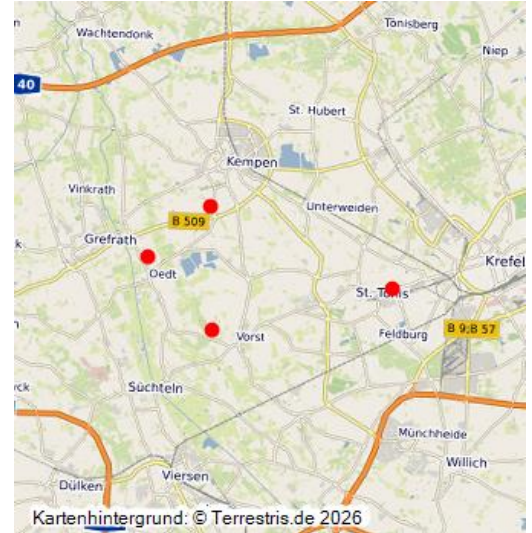 Wachtendonk
Tönisberg
Niep
40
St. Hubert
Kempen
Vinkrath
Unterweiden
B 509
Grefrath
Krefel
Oedt
St. Tönis
B 9;B 57
Vorst
Feldburg
ck
Süchteln
Münchheide
Willich
Viersen
Dülken
Kartenhintergrund: © Terrestris.de 2026